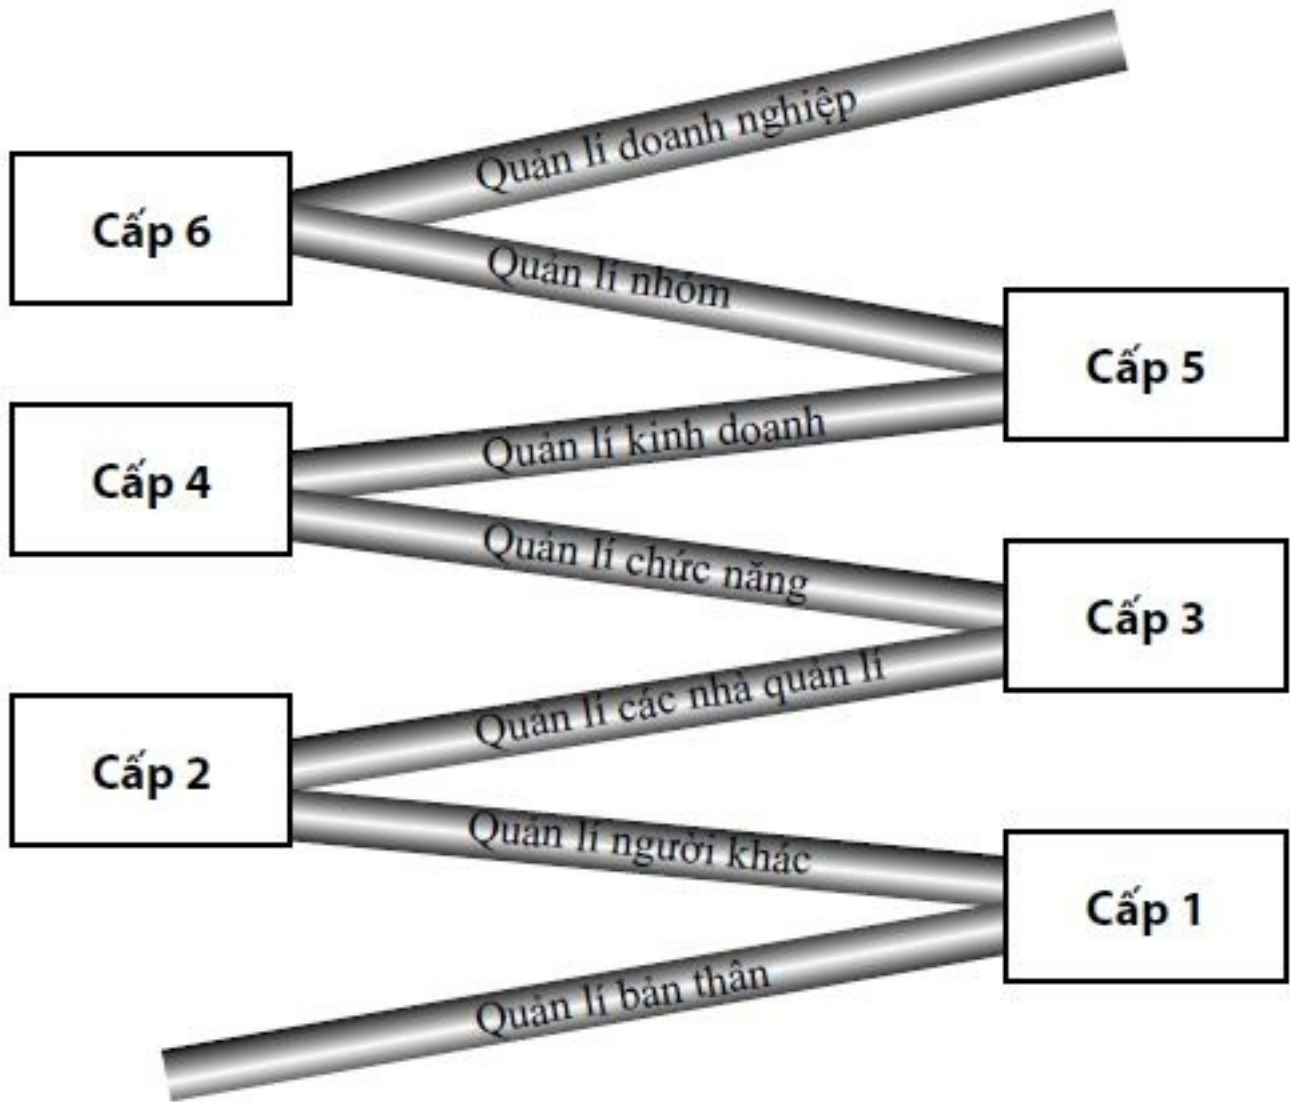 Quản lí doanh nghiệp
Cấp 6
Quản lí nhóm
Cấp 5
Quản lí kinh doanh
Cấp 4
Quản lí chức năng
Cấp 3
Quản lí các nhà quản lí
Cấp 2
Quản lí người khác
Cấp 1
Quản lí bản thân